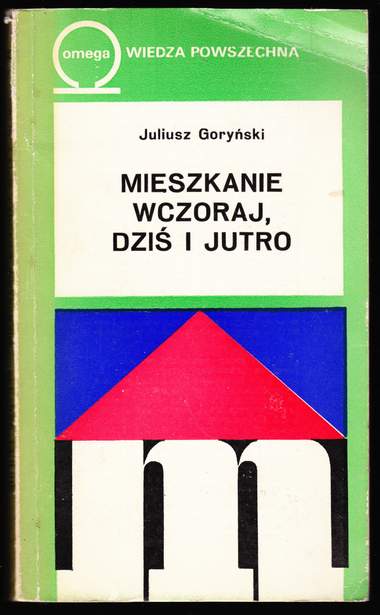 omega WIEDZA POWSZECHNA
Juliusz Goryński
MIESZKANIE
WCZORAJ,
DZIŚ I JUTRO
m